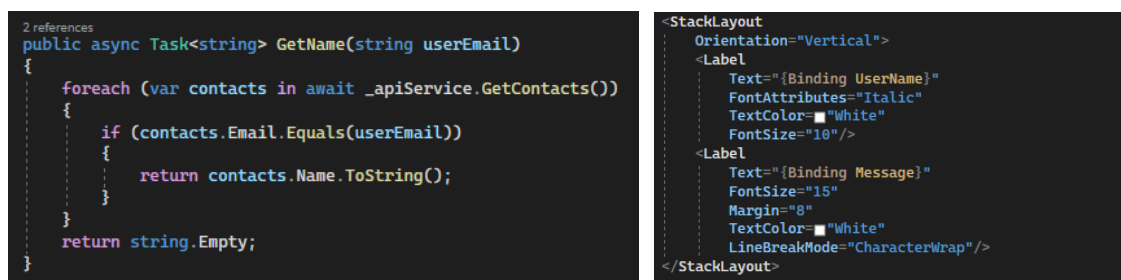 2 references
public async Task<string> GetName(string userEmail)
{
foreach (var contacts in await _apiService.GetContacts())
{
if (contacts.Email.Equals(userEmail))
{
return contacts.Name.ToString();
}
}
return string.Empty;
}
<StackLayout
Orientation="Vertical">
<Label
Text="{Binding UserName}"
FontAttributes="Italic"
TextColor="White"
FontSize="10"/>
<Label
Text="{Binding Message}"
FontSize="15"
Margin="8"
TextColor="White"
LineBreakMode="CharacterWrap"/>
</StackLayout>